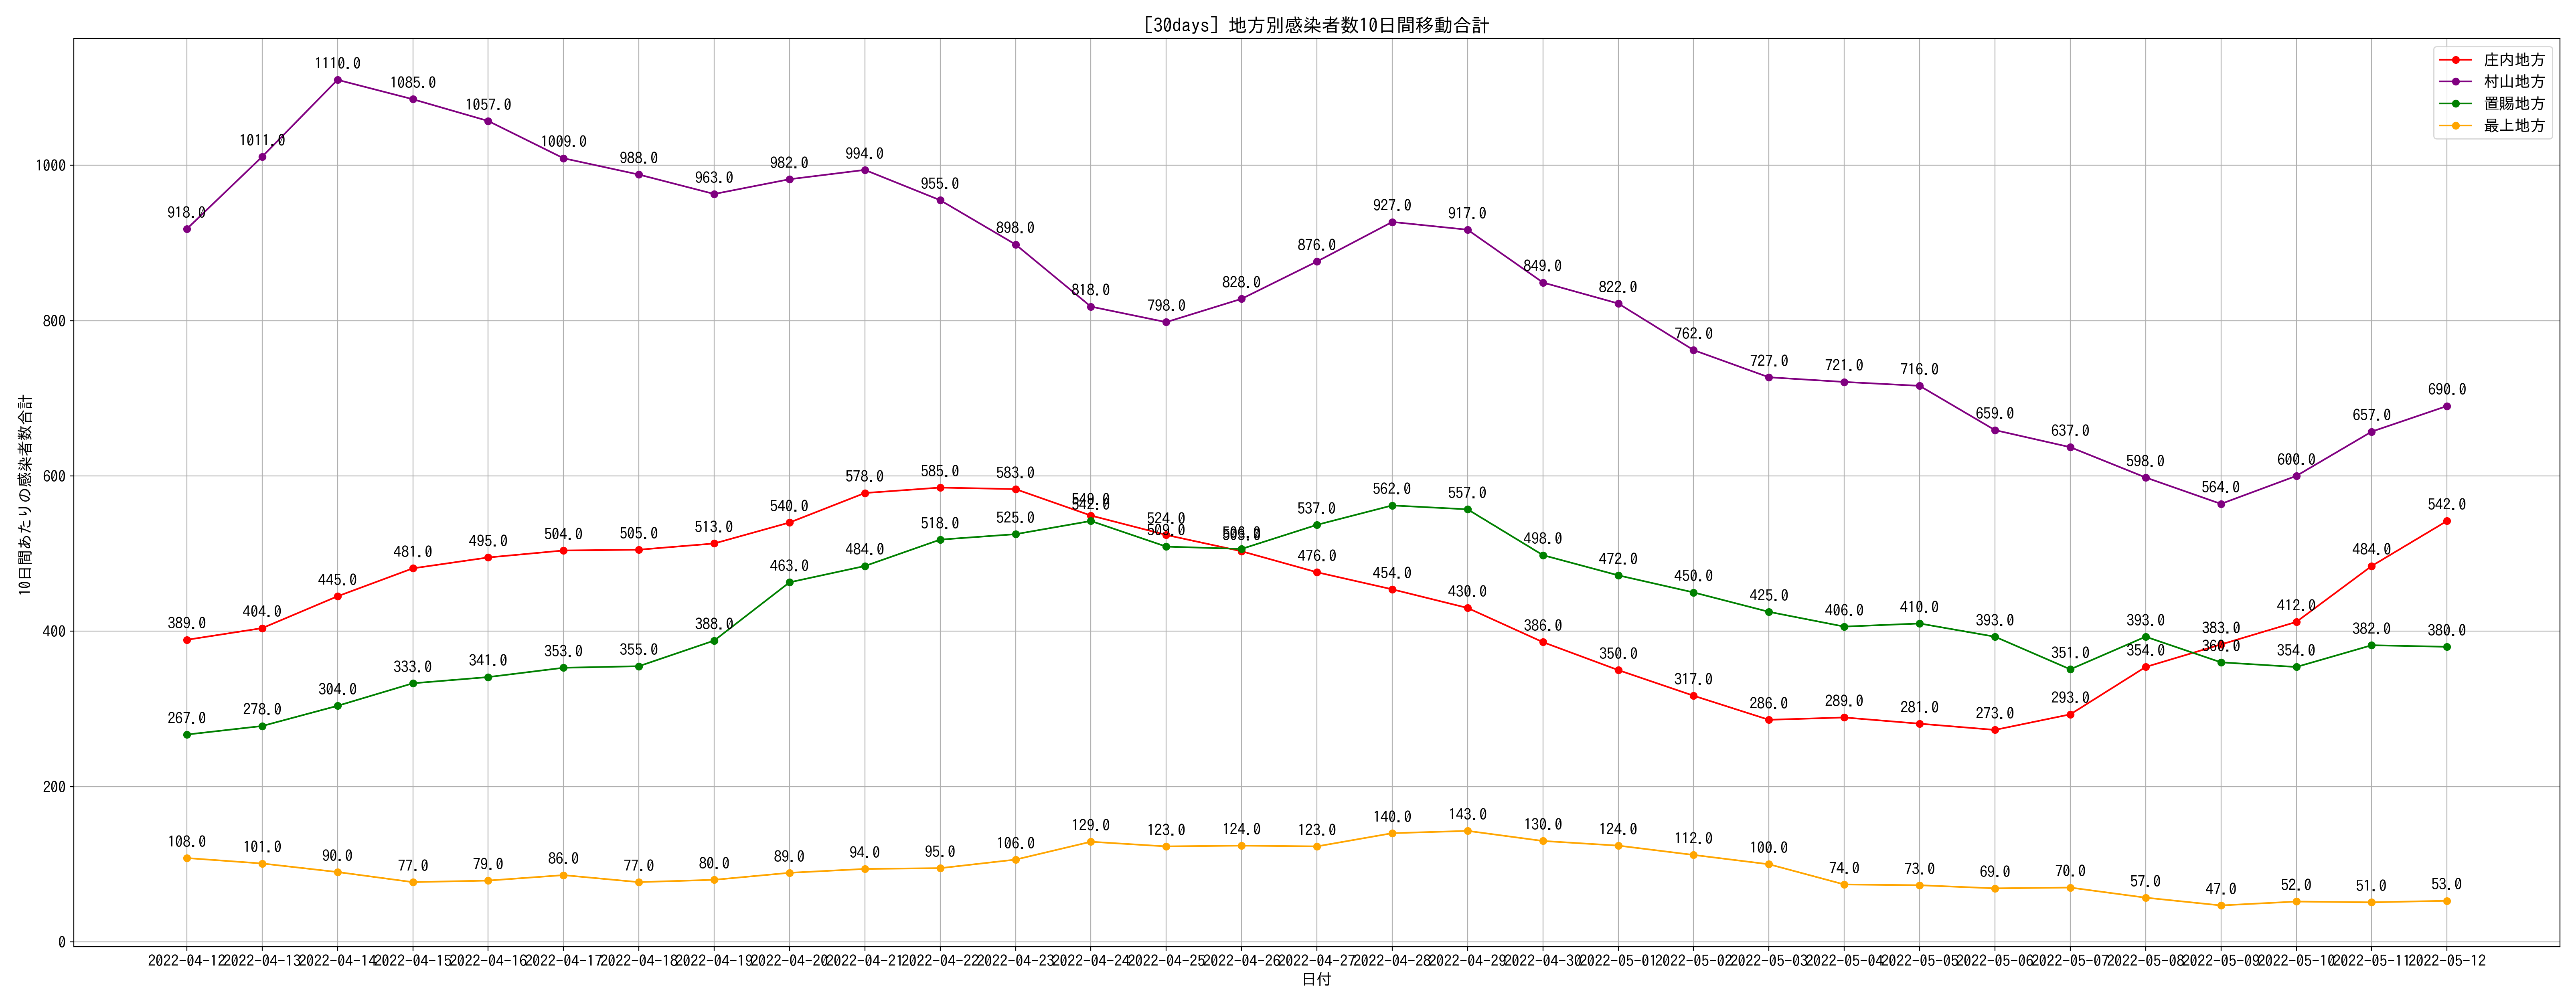 [30days] 地方別感染者数10日間移動合計
庄内地方
村山地方
置賜地方
最上地方
10日間あたりの感染者数合計
1000
800
600
400
200
0
918.0 1011.0 1110.0 1085.0 1057.0 1009.0 988.0 963.0 982.0 994.0 955.0 898.0 818.0 798.0 828.0 876.0 927.0 917.0 849.0 822.0 762.0 727.0 721.0 716.0 659.0 637.0 598.0 564.0 600.0 657.0 690.0
389.0 404.0 445.0 481.0 495.0 504.0 505.0 513.0 540.0 578.0 585.0 583.0 549.0 524.0 503.0 476.0 454.0 430.0 386.0 350.0 317.0 286.0 289.0 281.0 273.0 293.0 354.0 383.0 412.0 484.0 542.0
267.0 278.0 304.0 333.0 341.0 353.0 355.0 388.0 463.0 484.0 518.0 525.0 542.0 509.0 506.0 537.0 562.0 557.0 498.0 472.0 450.0 425.0 406.0 410.0 393.0 351.0 393.0 360.0 354.0 382.0 380.0
108.0 101.0 90.0 77.0 79.0 86.0 77.0 80.0 89.0 94.0 95.0 106.0 129.0 123.0 124.0 123.0 140.0 143.0 130.0 124.0 112.0 100.0 74.0 73.0 69.0 70.0 57.0 47.0 52.0 51.0 53.0
2022-04-12 2022-04-13 2022-04-14 2022-04-15 2022-04-16 2022-04-17 2022-04-18 2022-04-19 2022-04-20 2022-04-21 2022-04-22 2022-04-23 2022-04-24 2022-04-25 2022-04-26 2022-04-27 2022-04-28 2022-04-29 2022-04-30 2022-05-01 2022-05-02 2022-05-03 2022-05-04 2022-05-05 2022-05-06 2022-05-07 2022-05-08 2022-05-09 2022-05-10 2022-05-11 2022-05-12
日付